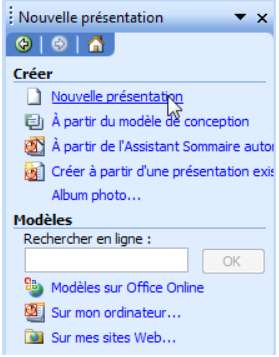 Nouvelle présentation
Créer
Nouvelle présentation
À partir du modèle de conception
À partir de l'Assistant Sommaire autor
Créer à partir d'une présentation exis
Album photo...
Modèles
Rechercher en ligne :
OK
Modèles sur Office Online
Sur mon ordinateur...
Sur mes sites Web...